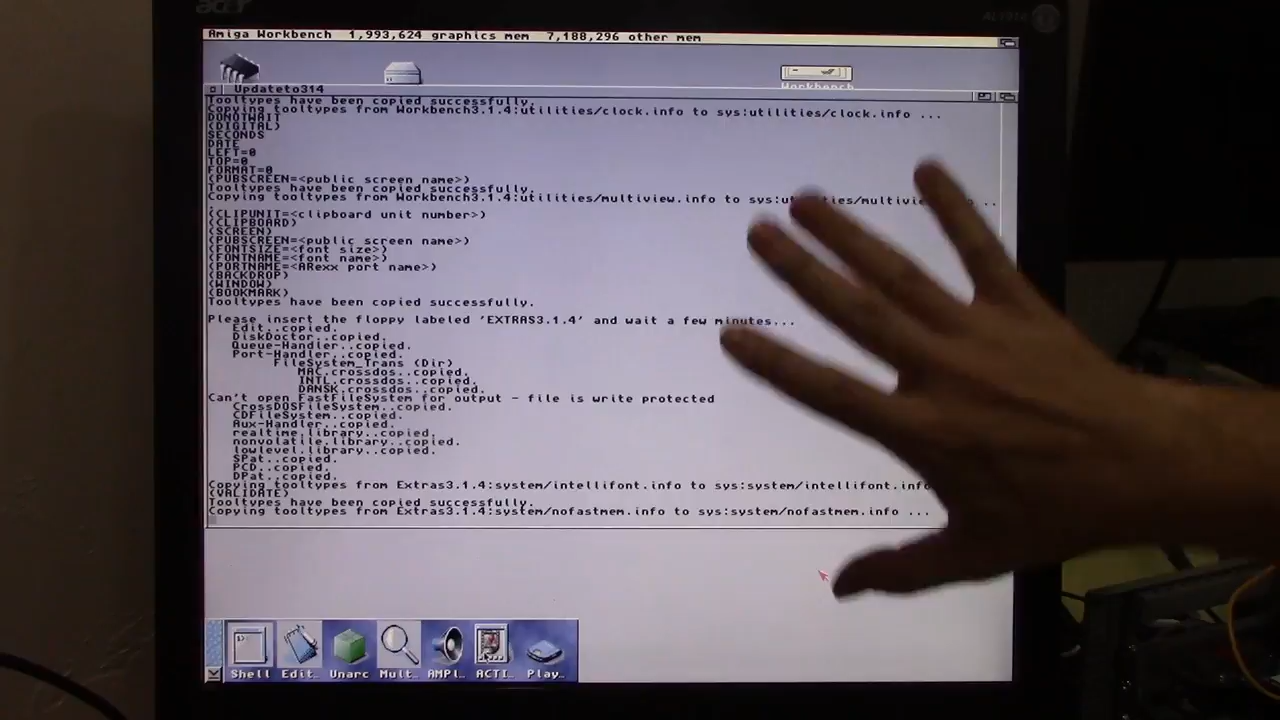 acer
Amiga Workbench 1,993,624 graphics mem 7,188,296 other mem
Workbench
Updateto314
Tooltypes have been copied successfully.
Copying tooltypes from Workbench3.1.4:utilities/clock.info to sys:utilities/clock.info ...
DONOTWAIT
(DIGITAL)
SECONDS
DATE
LEFT=0
TOP=0
FORMAT=0
(PUBSCREEN=<public screen name>)
Tooltypes have been copied successfully.
Copying tooltypes from Workbench3.1.4:utilities/multiview.info to ...
(CLIPUNIT=<clipboard unit number>)
(CLIPBOARD)
(SCREEN)
(PUBSCREEN=<public screen name>)
(FONTSIZE=<font size>)
(FONTNAME=<font name>)
(PORTNAME=<ARexx port name>)
(BACKDROP)
(WINDOW)
(BOOKMARK)
Tooltypes have been copied successfully.
Please insert the floppy labeled 'EXTRAS3.1.4' and wait a few minutes...
Edit..copied.
DiskDoctor..copied.
Queue-Handler..copied.
Port-Handler..copied.
FileSystem_Trans (Dir)
MAC.crossdos..copied.
INTL.crossdos..copied.
DANSK.crossdos..copied.
Can't open FastFileSystem for output - file is write protected
CrossDOSFileSystem..copied.
CDFileSystem..copied.
Aux-Handler..copied.
realtime.library..copied.
nonvolatile.library..copied.
lowlevel.library..copied.
SPat..copied.
PCD..copied.
DPat..copied.
Copying tooltypes from Extras3.1.4:system/intellifont.info to sys:system/intellifont.info
(VALIDATE)
Tooltypes have been copied successfully.
Copying tooltypes from Extras3.1.4:system/nofastmem.info to sys:system/nofastmem.info ...
Shell Edit.. Unarc Mult.. AMPl.. ACTI.. Play..